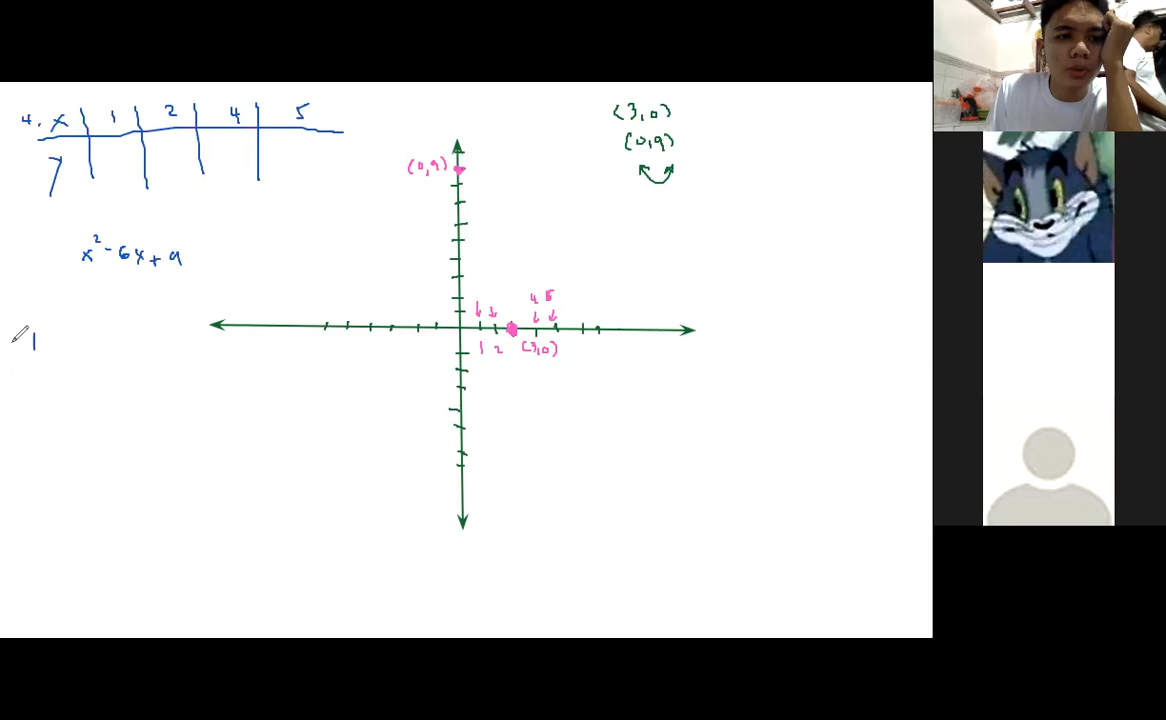 4. x 1 2 4 5
y
x² - 6x + 9
1
(3,0)
(0,9)
(0,9)
4 5
1 2 (3,0)